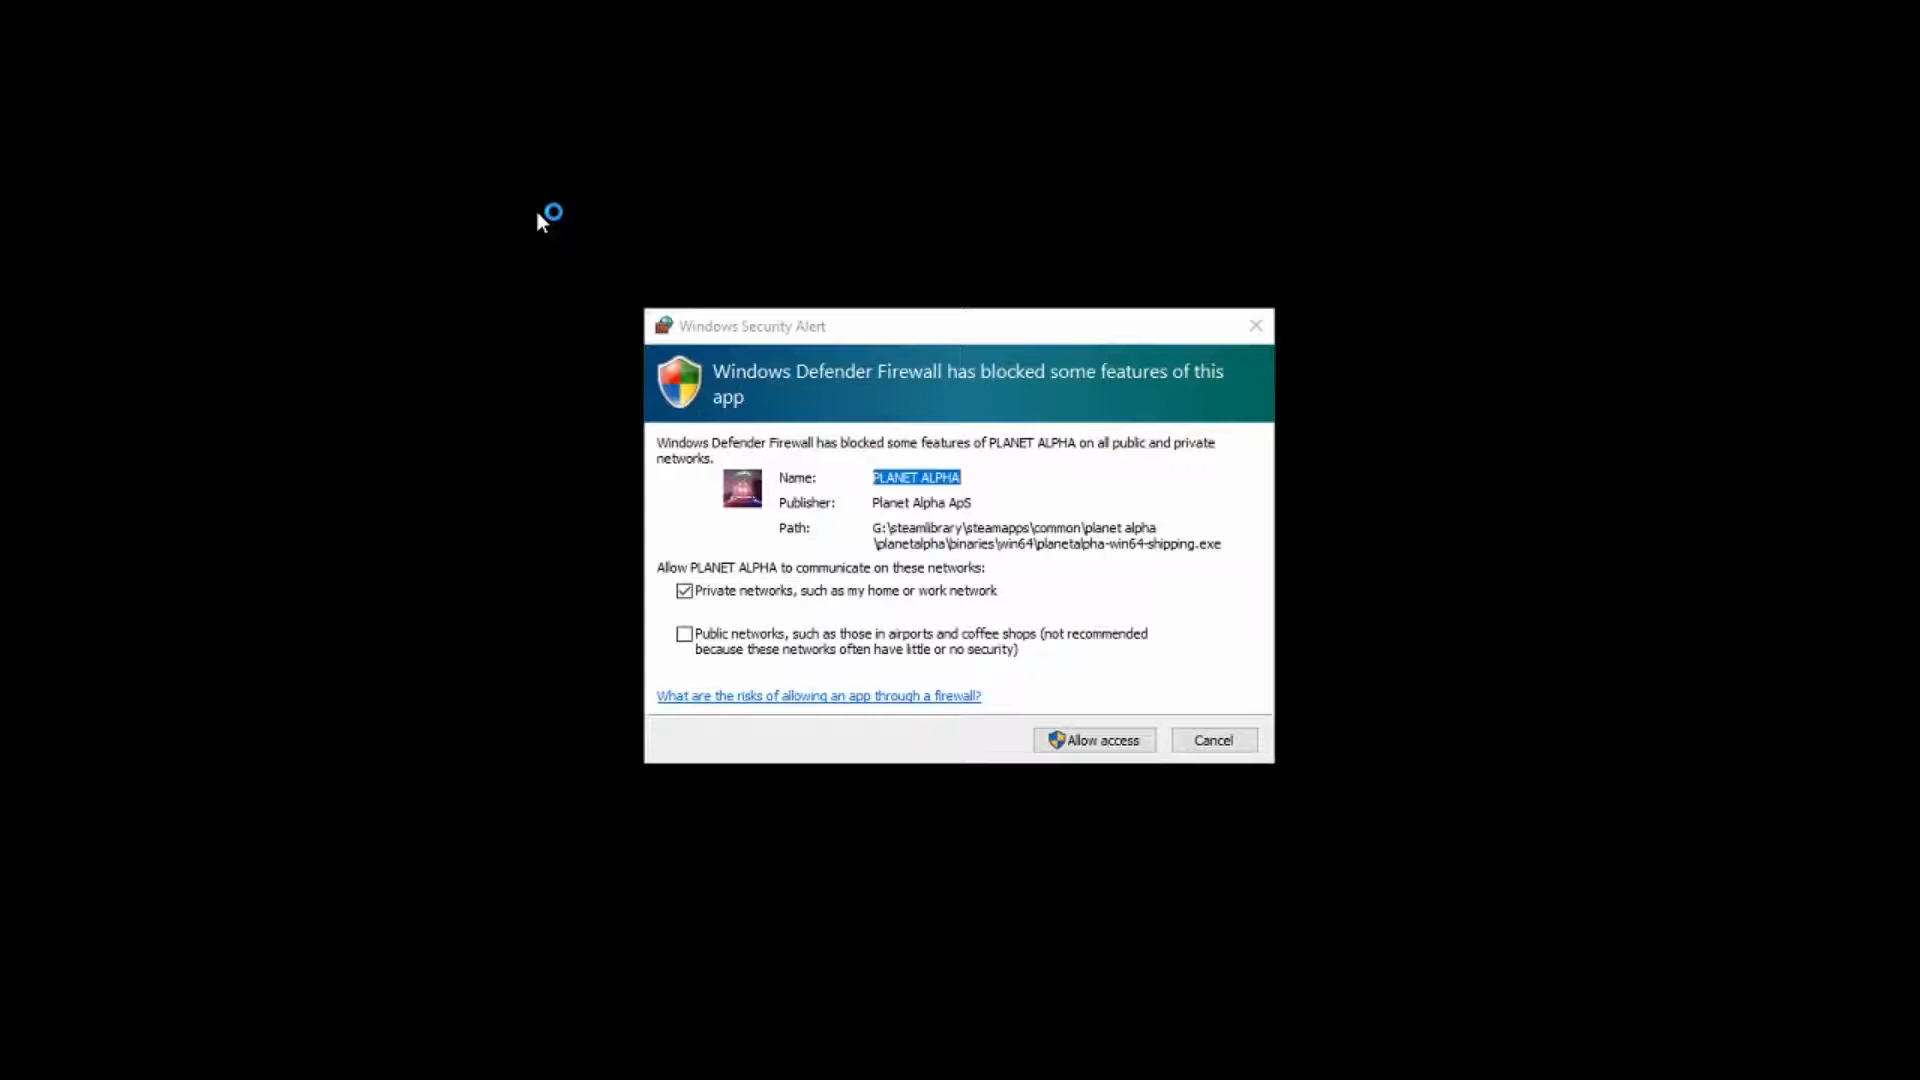 Windows Security Alert
Windows Defender Firewall has blocked some features of this
app
Windows Defender Firewall has blocked some features of PLANET ALPHA on all public and private
networks.
Name: PLANET ALPHA
Publisher: Planet Alpha ApS
Path: G:\steamlibrary\steamapps\common\planet alpha
\planetalpha\binaries\win64\planetalpha-win64-shipping.exe
Allow PLANET ALPHA to communicate on these networks:
Private networks, such as my home or work network
Public networks, such as those in airports and coffee shops (not recommended
because these networks often have little or no security)
What are the risks of allowing an app through a firewall?
Allow access Cancel